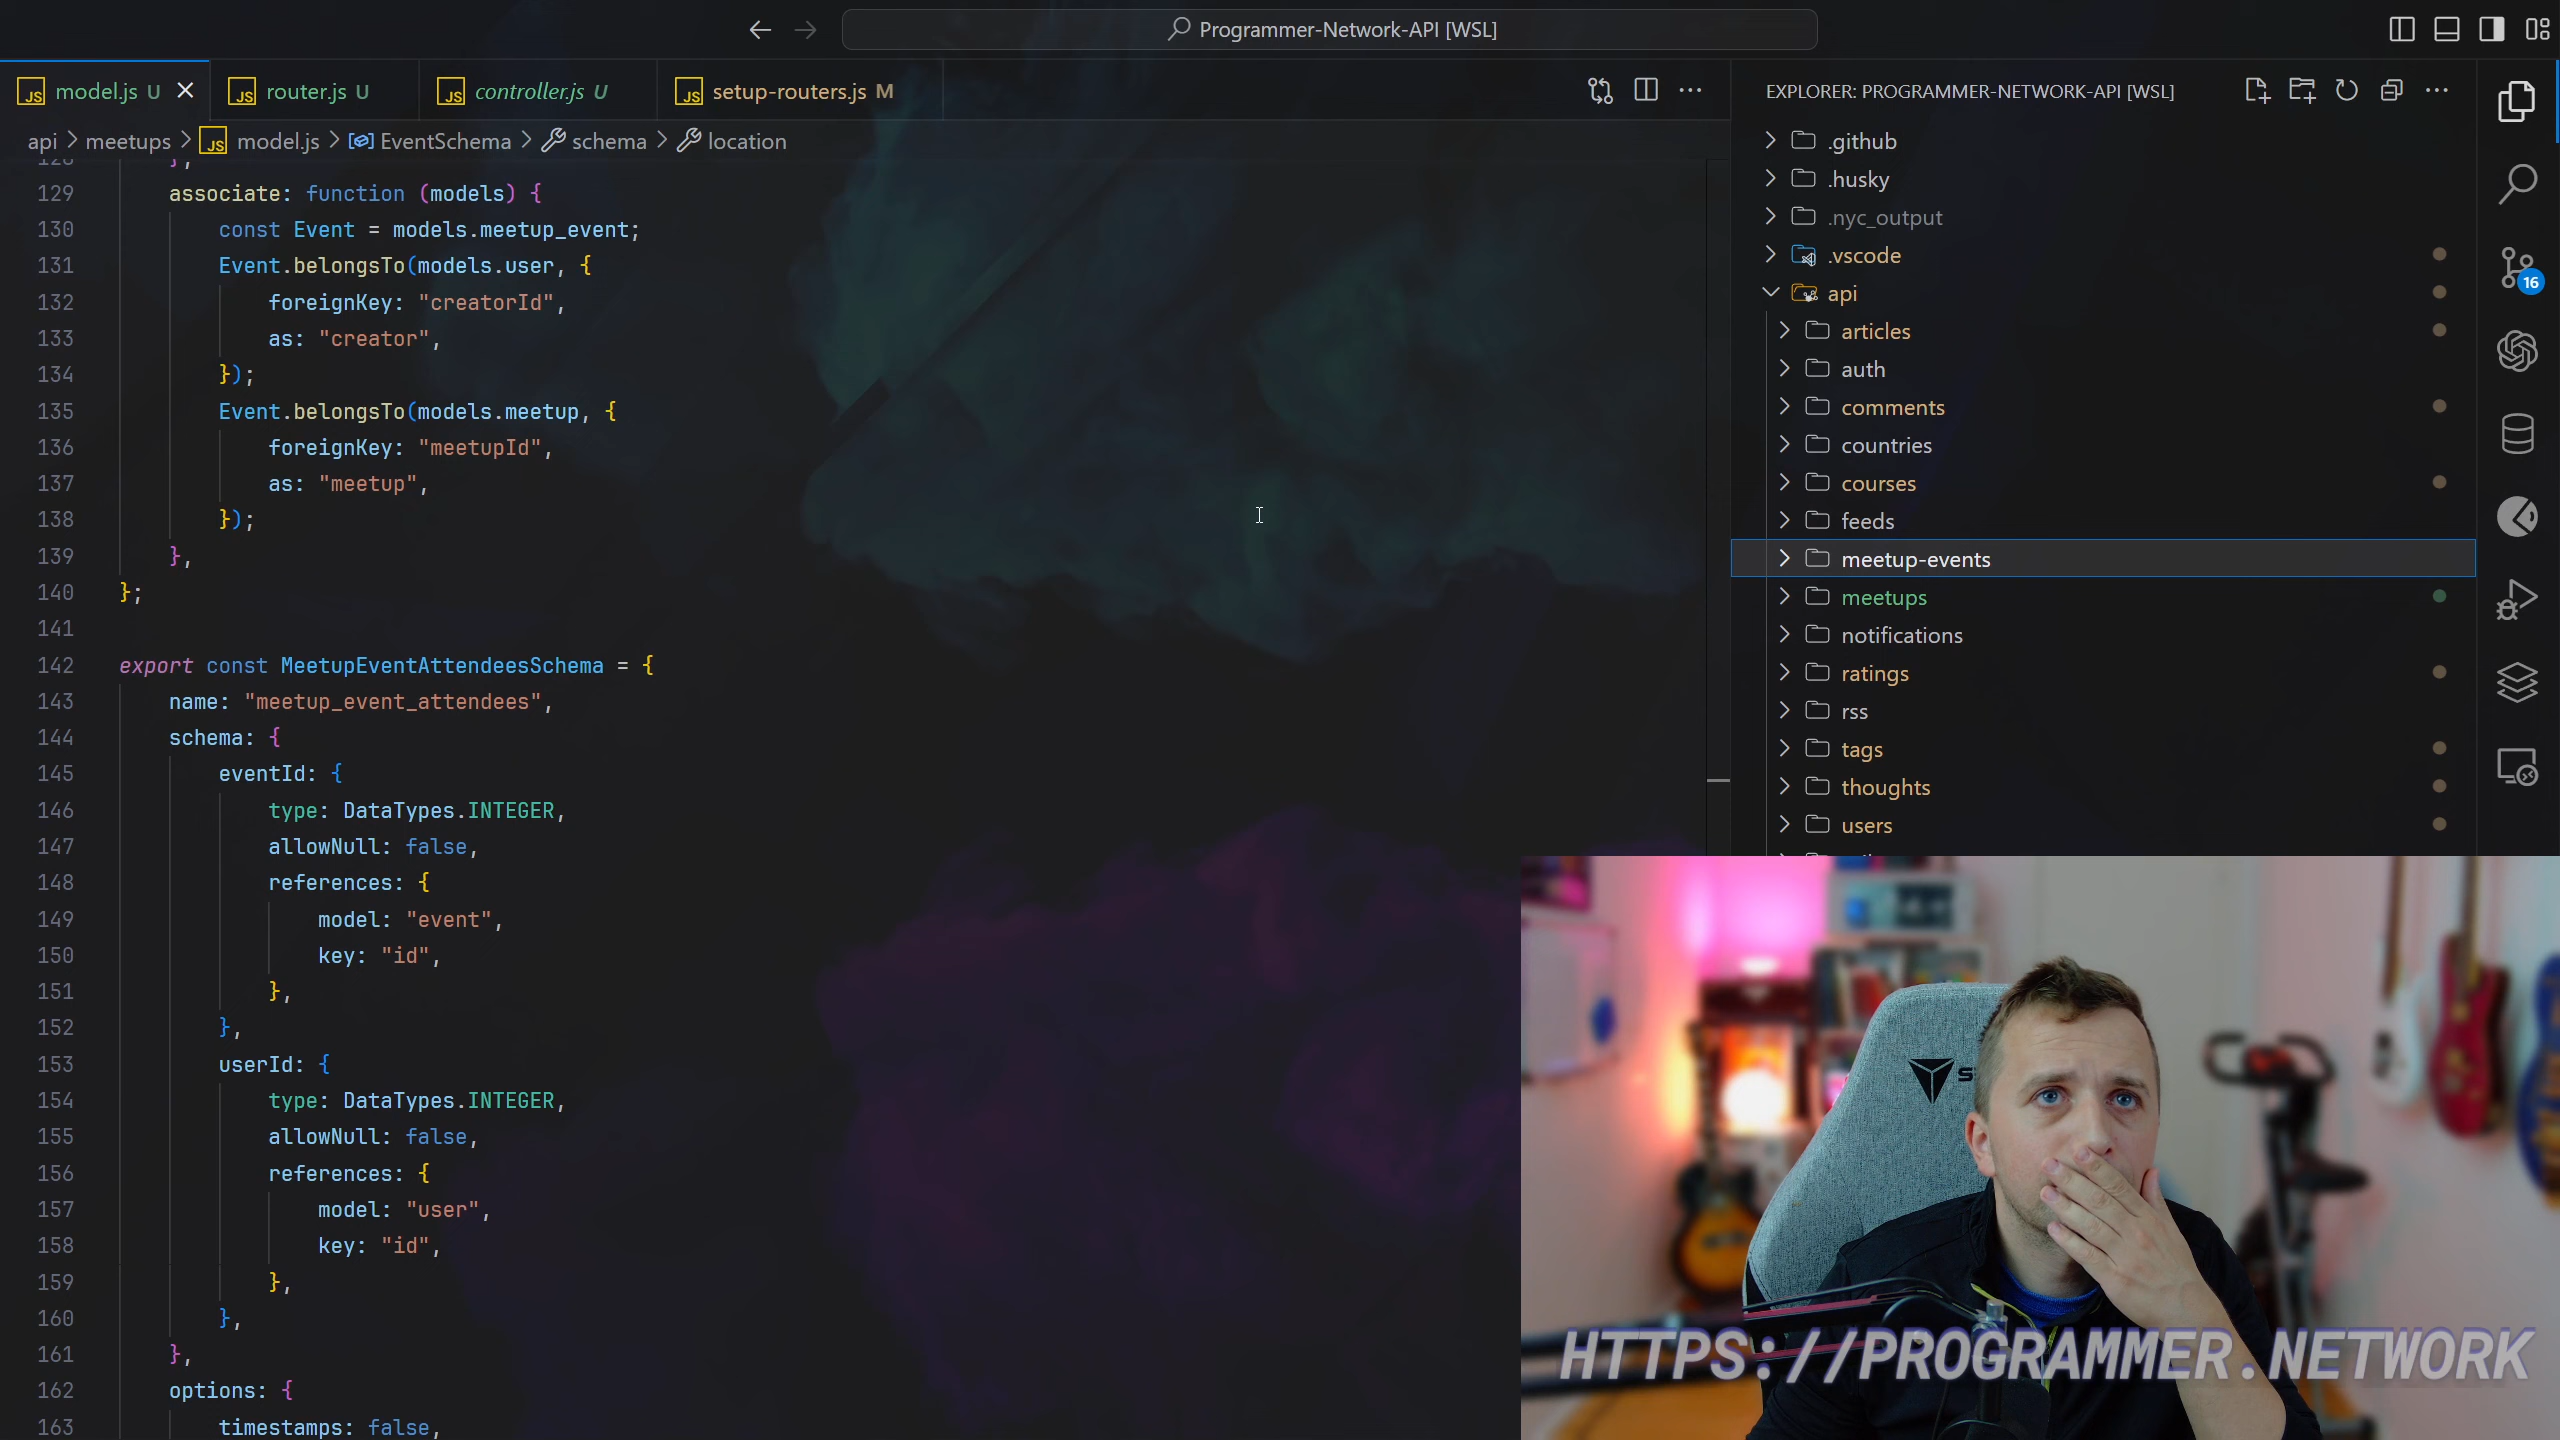 Programmer-Network-API [WSL]
model.js U
router.js U
controller.js U
setup-routers.js M
api > meetups > JS model.js > EventSchema > schema > location
129 associate: function (models) {
130 const Event = models.meetup_event;
131 Event.belongsTo(models.user, {
132 foreignKey: "creatorId",
133 as: "creator",
134 });
135 Event.belongsTo(models.meetup, {
136 foreignKey: "meetupId",
137 as: "meetup",
138 });
139 },
140 };
141
142 export const MeetupEventAttendeesSchema = {
143 name: "meetup_event_attendees",
144 schema: {
145 eventId: {
146 type: DataTypes.INTEGER,
147 allowNull: false,
148 references: {
149 model: "event",
150 key: "id",
151 },
152 },
153 userId: {
154 type: DataTypes.INTEGER,
155 allowNull: false,
156 references: {
157 model: "user",
158 key: "id",
159 },
160 },
161 },
162 options: {
163 timestamps: false,
EXPLORER: PROGRAMMER-NETWORK-API [WSL]
.github
.husky
.nyc_output
.vscode
api
articles
auth
comments
countries
courses
feeds
meetup-events
meetups
notifications
ratings
rss
tags
thoughts
users
16
HTTPS://PROGRAMMER.NETWORK